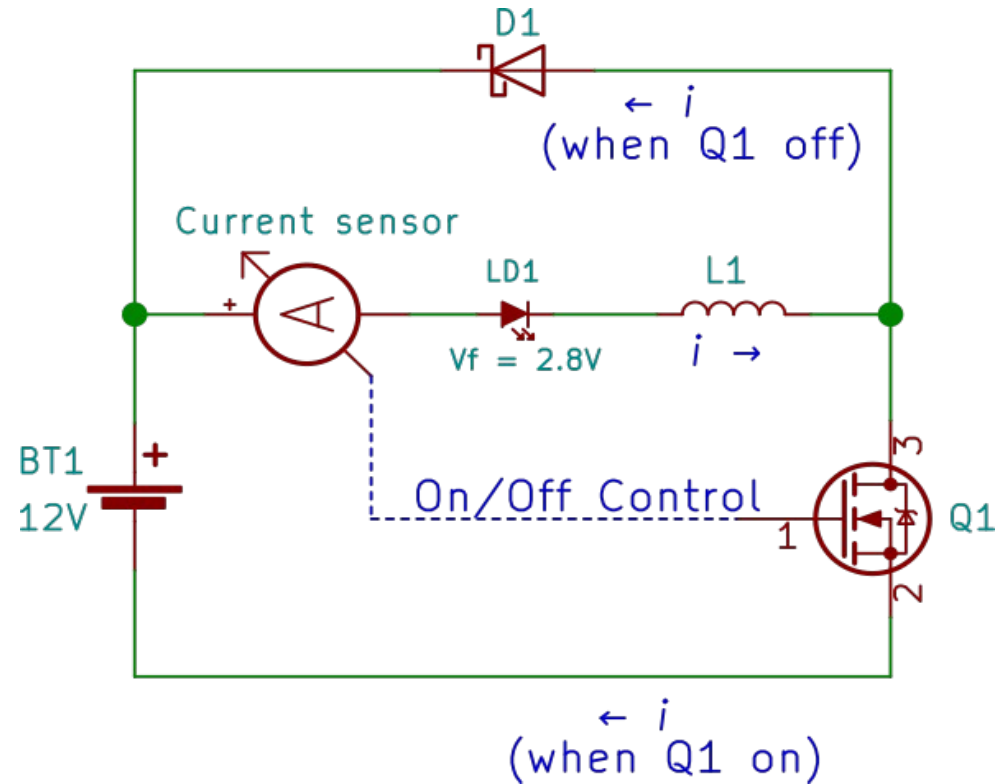 D1
← i
(when Q1 off)
Current sensor
+
A
LD1
Vf = 2.8V
L1
i →
BT1
+
12V
On/Off Control
1
3
Q1
2
← i
(when Q1 on)